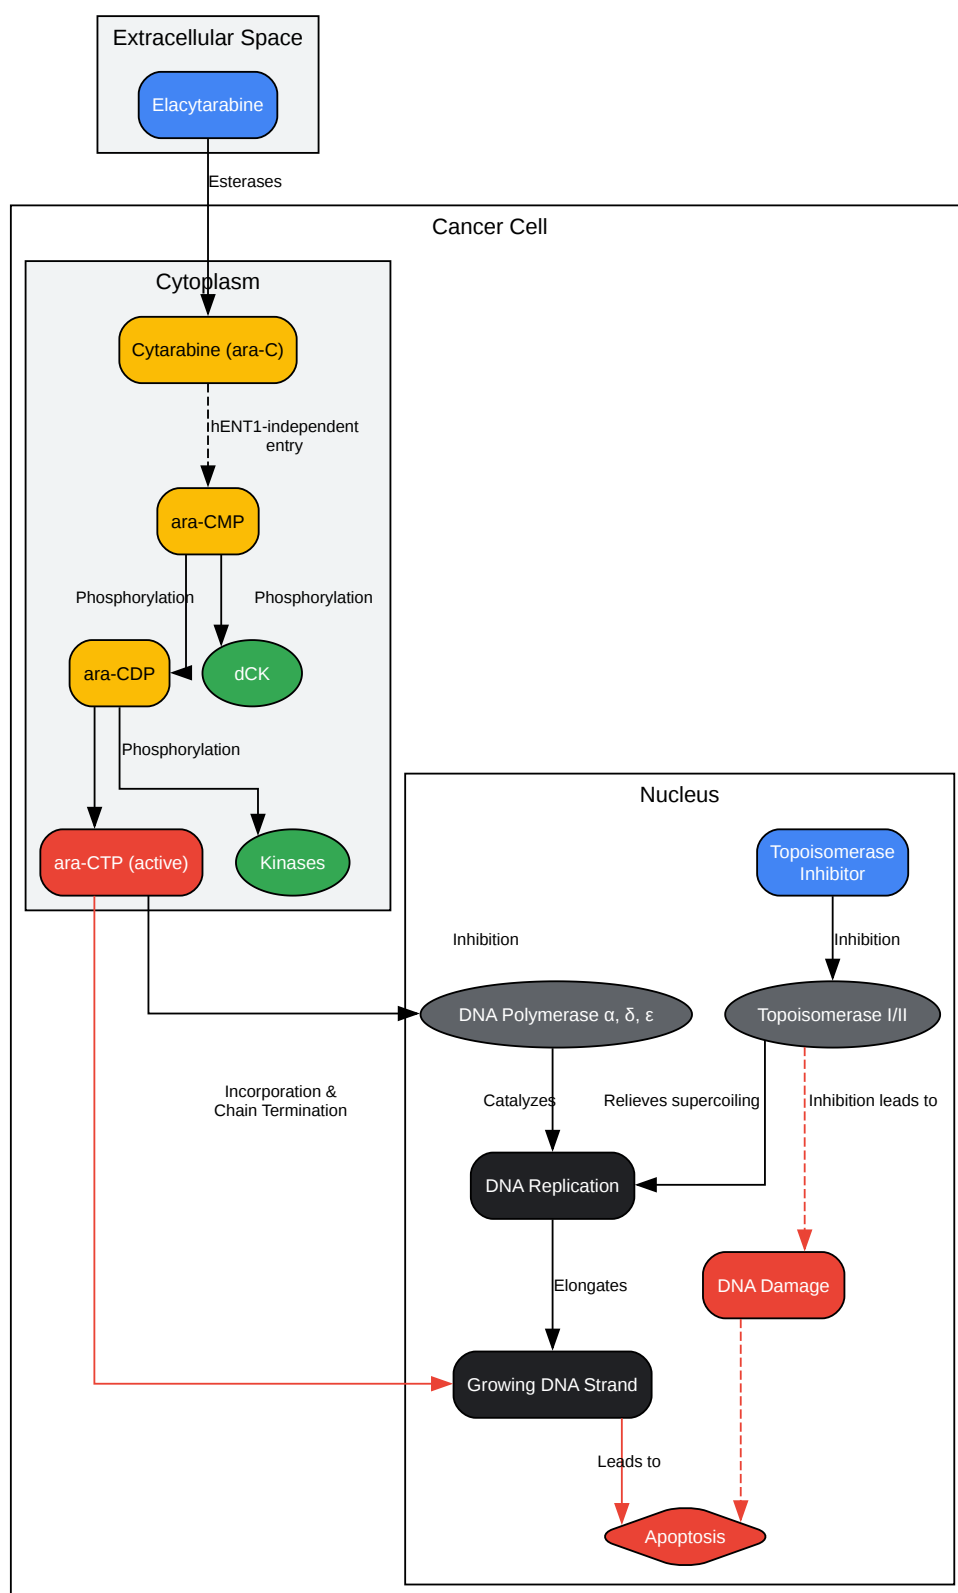 Extracellular Space
Elacytarabine
Esterases
Cancer Cell
Cytoplasm
Cytarabine (ara-C)
hENT1-independent
entry
ara-CMP
Phosphorylation
Phosphorylation
ara-CDP
dCK
Phosphorylation
Nucleus
ara-CTP (active)
Kinases
Topoisomerase
Inhibitor
Inhibition
Inhibition
DNA Polymerase α, δ, ε
Topoisomerase I/II
Incorporation &
Chain Termination
Catalyzes
Relieves supercoiling
Inhibition leads to
DNA Replication
Elongates
DNA Damage
Growing DNA Strand
Leads to
Apoptosis